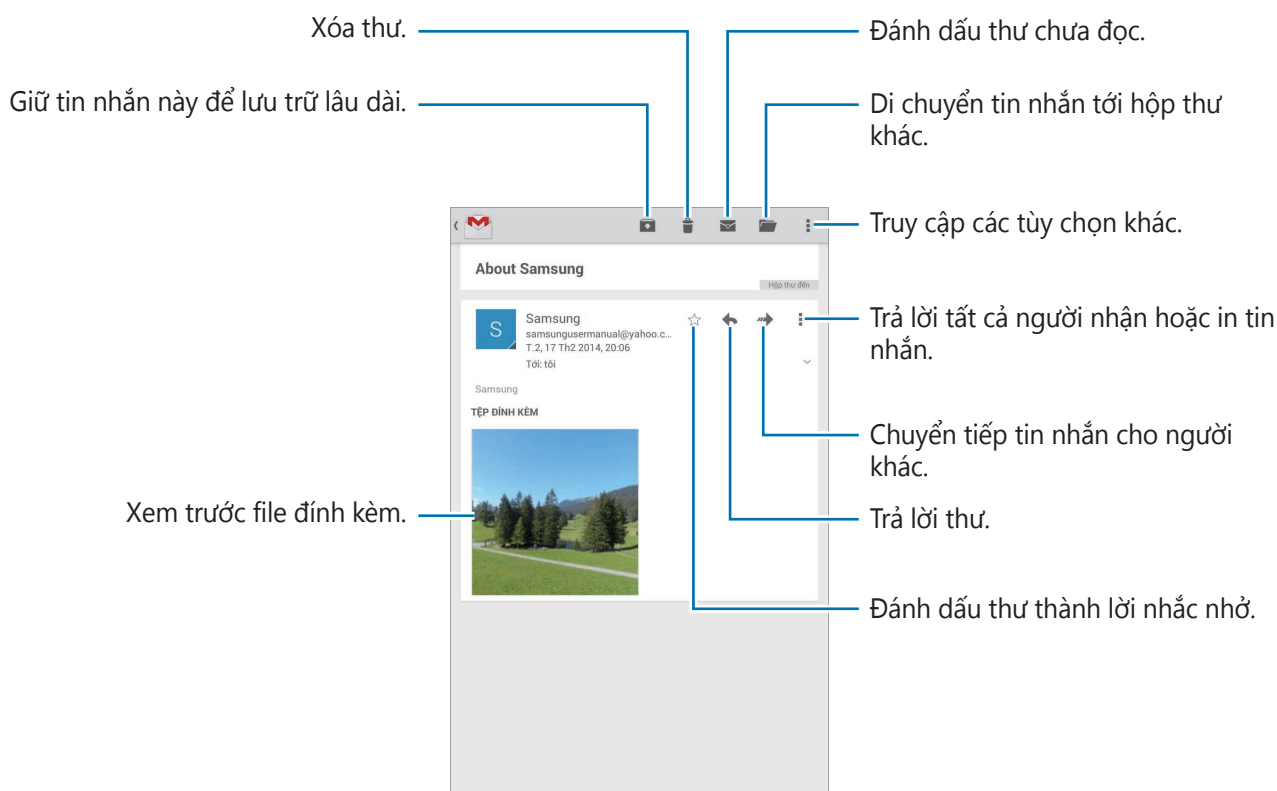 Xóa thư.
Giữ tin nhắn này để lưu trữ lâu dài.
Xem trước file đính kèm.
About Samsung
Hộp thư đến
S
Samsung
samsungusermanual@yahoo.c...
T.2, 17 Th2 2014, 20:06
Tới: tôi
Samsung
TỆP ĐÍNH KÈM
Đánh dấu thư chưa đọc.
Di chuyển tin nhắn tới hộp thư
khác.
Truy cập các tùy chọn khác.
Trả lời tất cả người nhận hoặc in tin
nhắn.
Chuyển tiếp tin nhắn cho người
khác.
Trả lời thư.
Đánh dấu thư thành lời nhắc nhở.